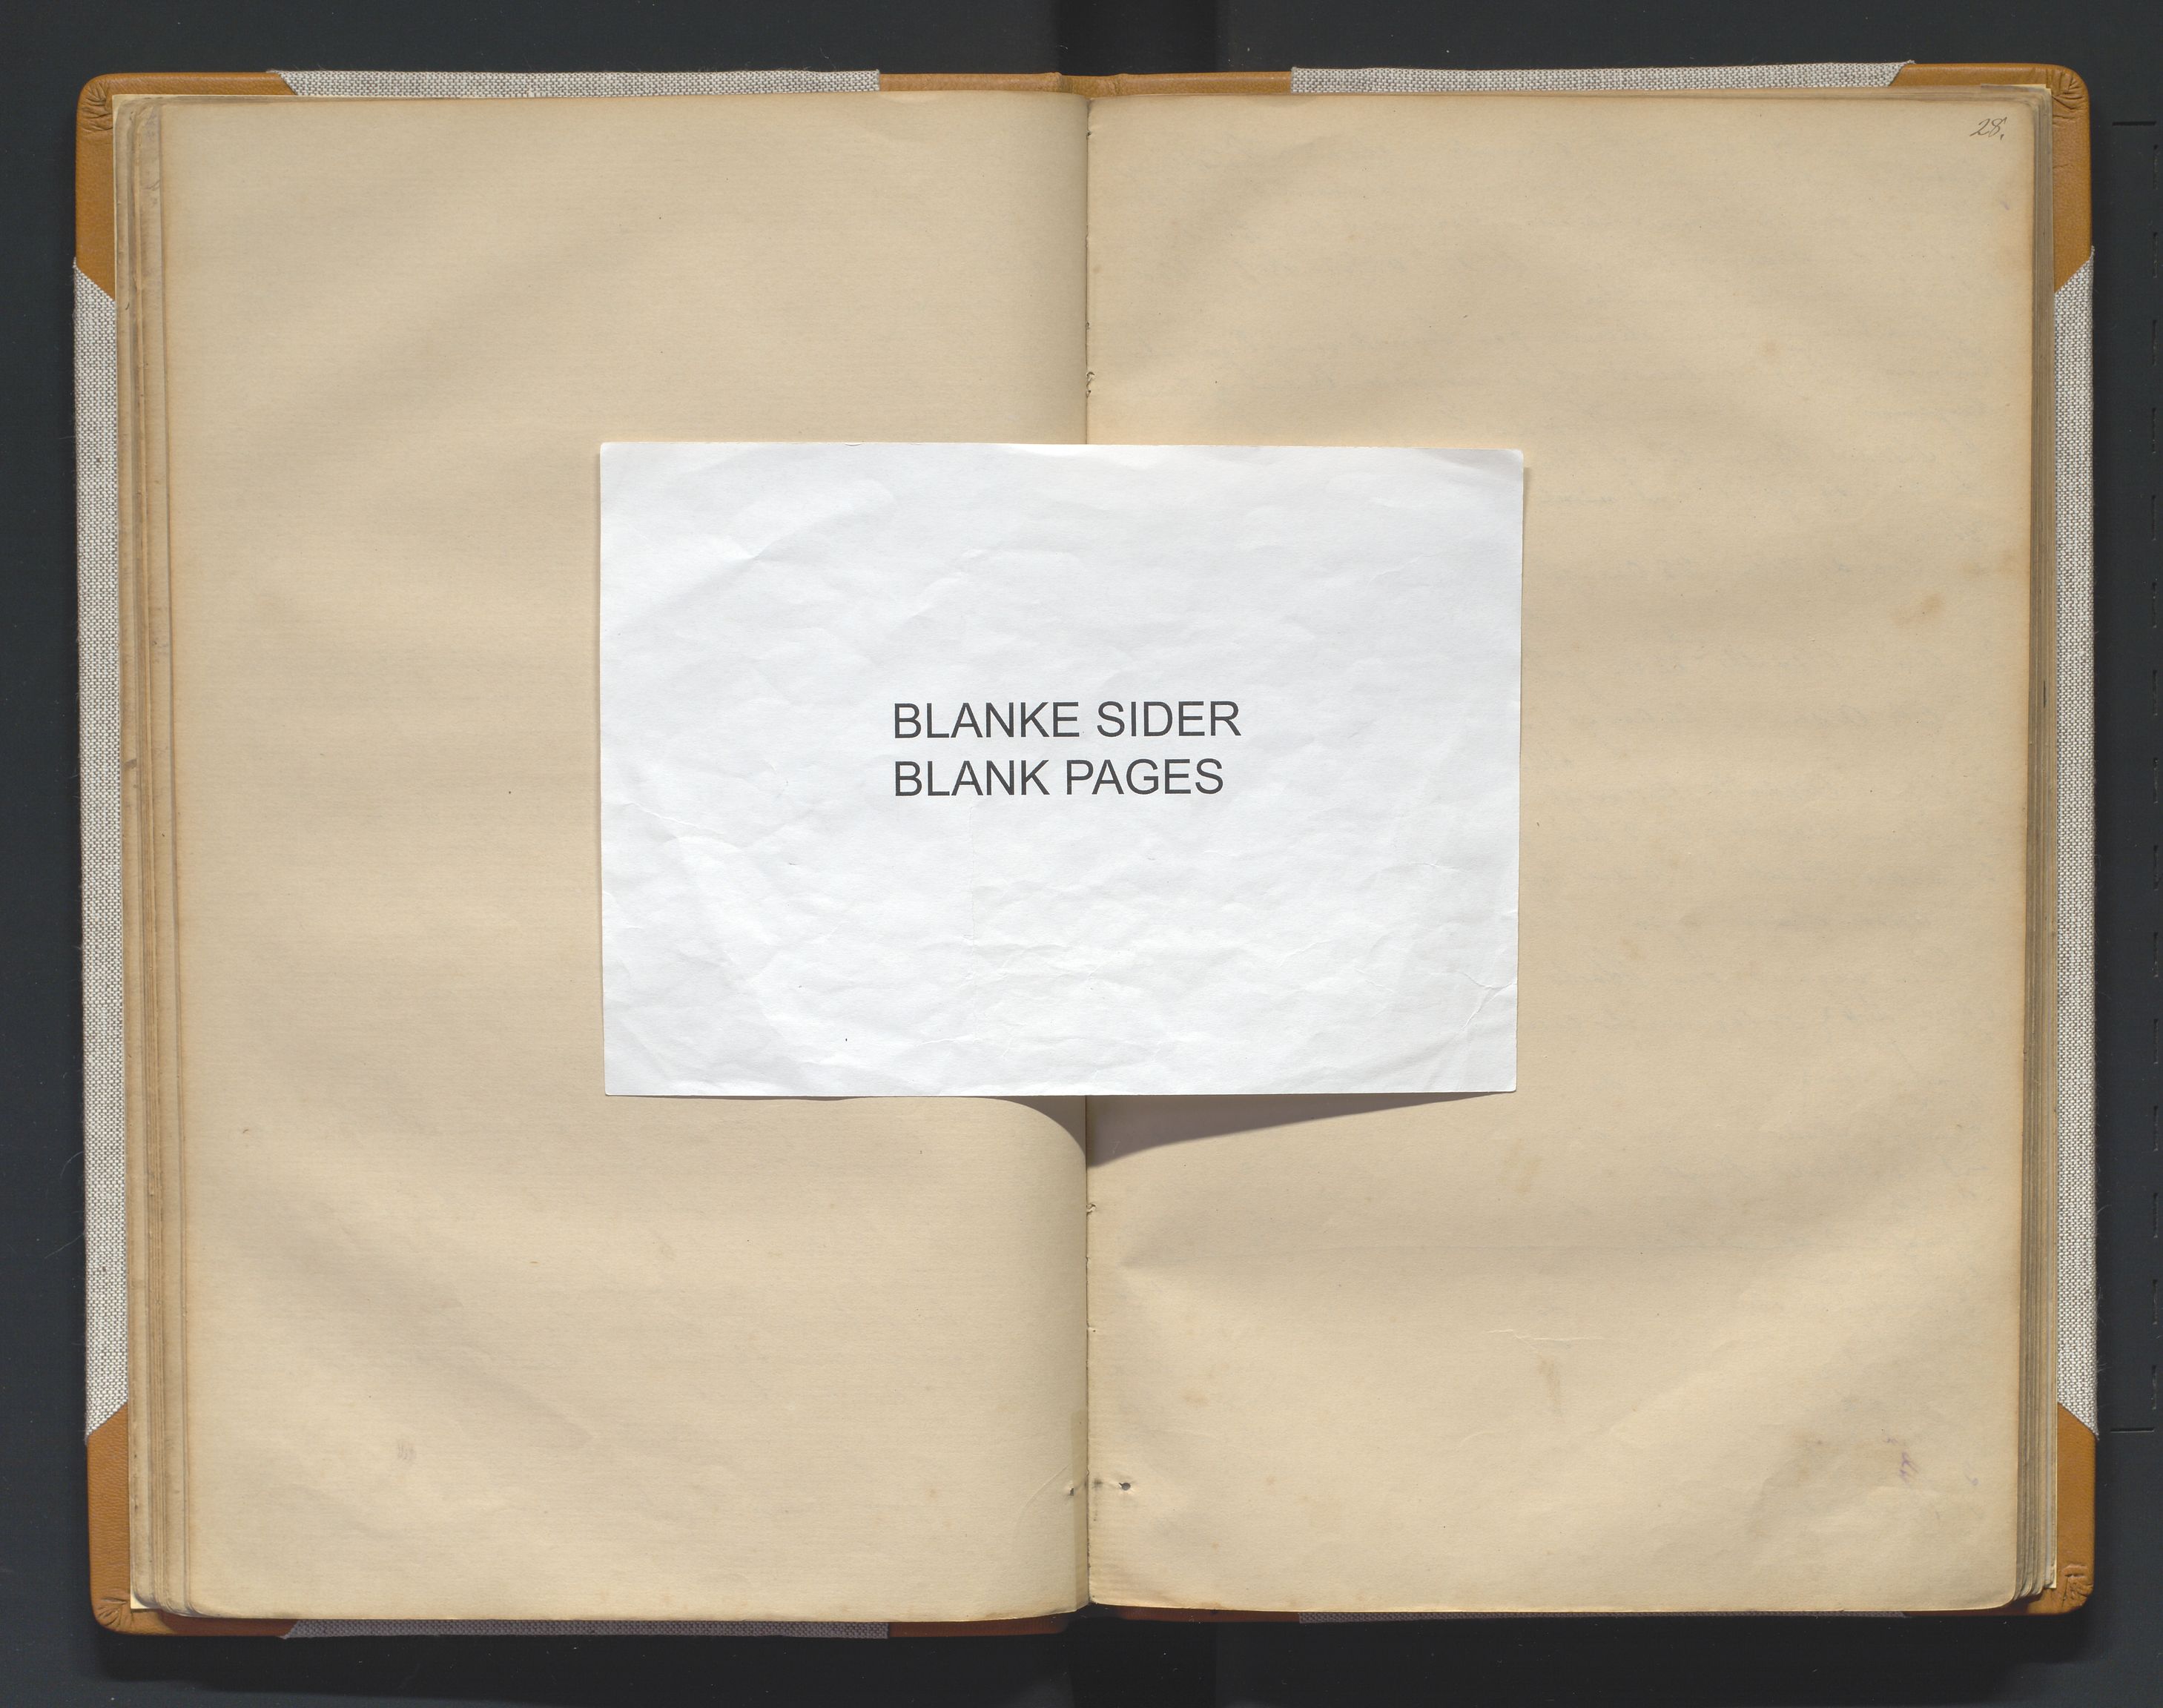 28.
BLANKE SIDER
BLANK PAGES